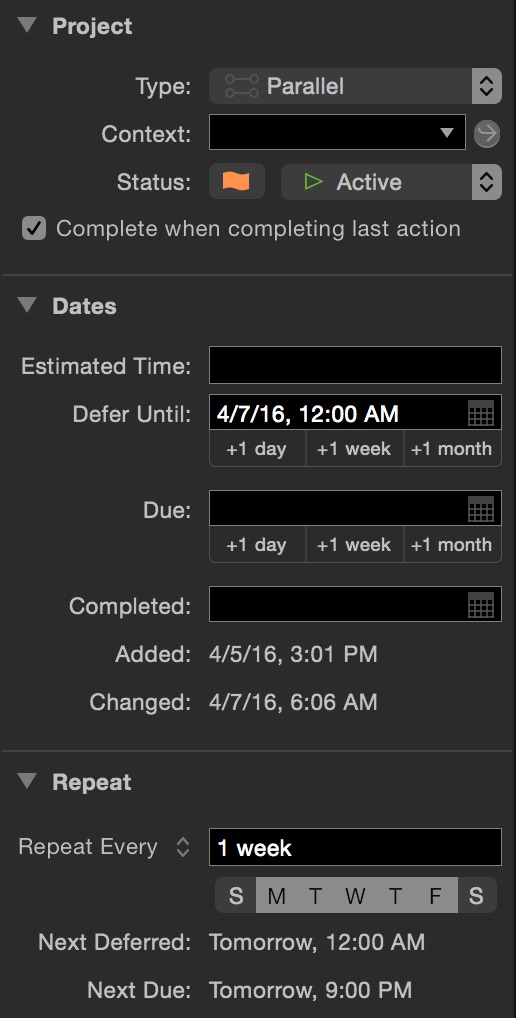 Project
Type: Parallel
Context:
Status: Active
Complete when completing last action
Dates
Estimated Time:
Defer Until: 4/7/16, 12:00 AM
+1 day +1 week +1 month
Due:
+1 day +1 week +1 month
Completed:
Added: 4/5/16, 3:01 PM
Changed: 4/7/16, 6:06 AM
Repeat
Repeat Every 1 week
S M T W T F S
Next Deferred: Tomorrow, 12:00 AM
Next Due: Tomorrow, 9:00 PM